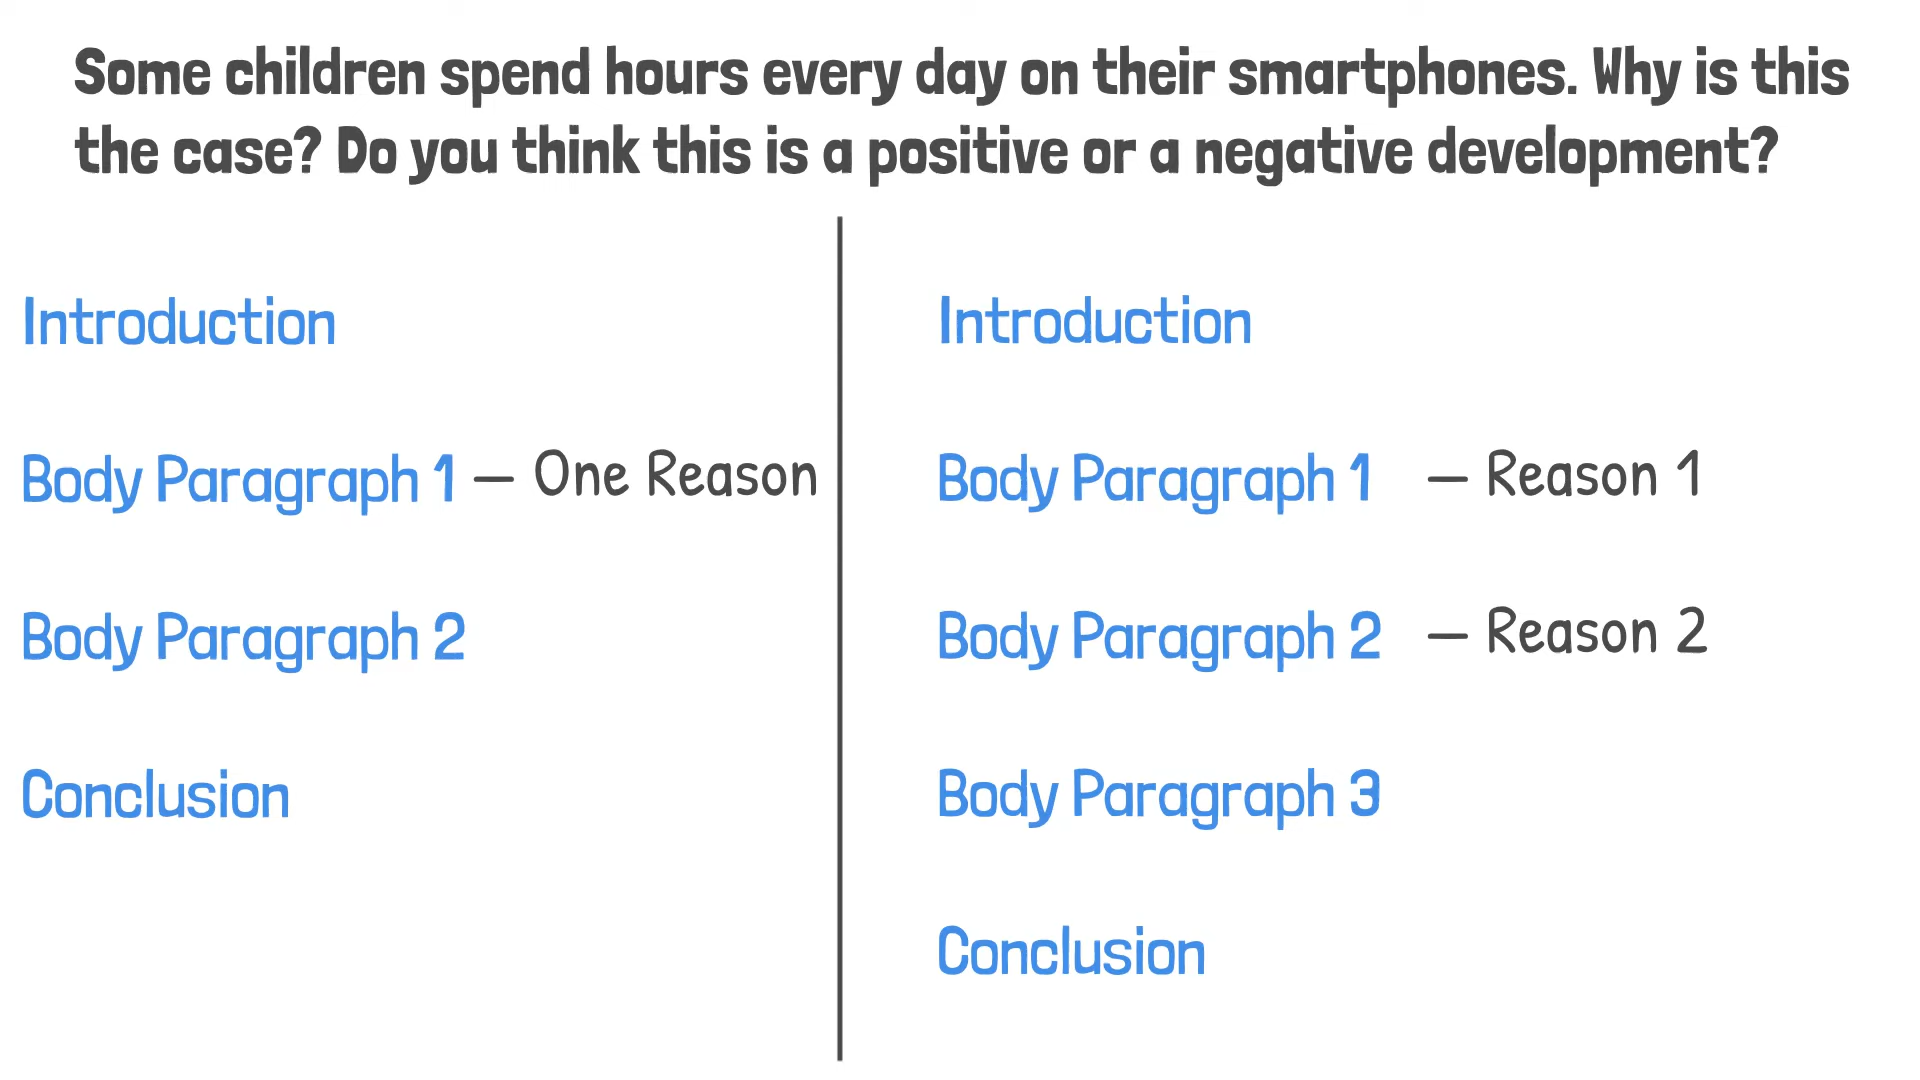 Some children spend hours every day on their smartphones. Why is this
the case? Do you think this is a positive or a negative development?
Introduction
Body Paragraph 1 – One Reason
Body Paragraph 2
Conclusion
Introduction
Body Paragraph 1 – Reason 1
Body Paragraph 2 – Reason 2
Body Paragraph 3
Conclusion